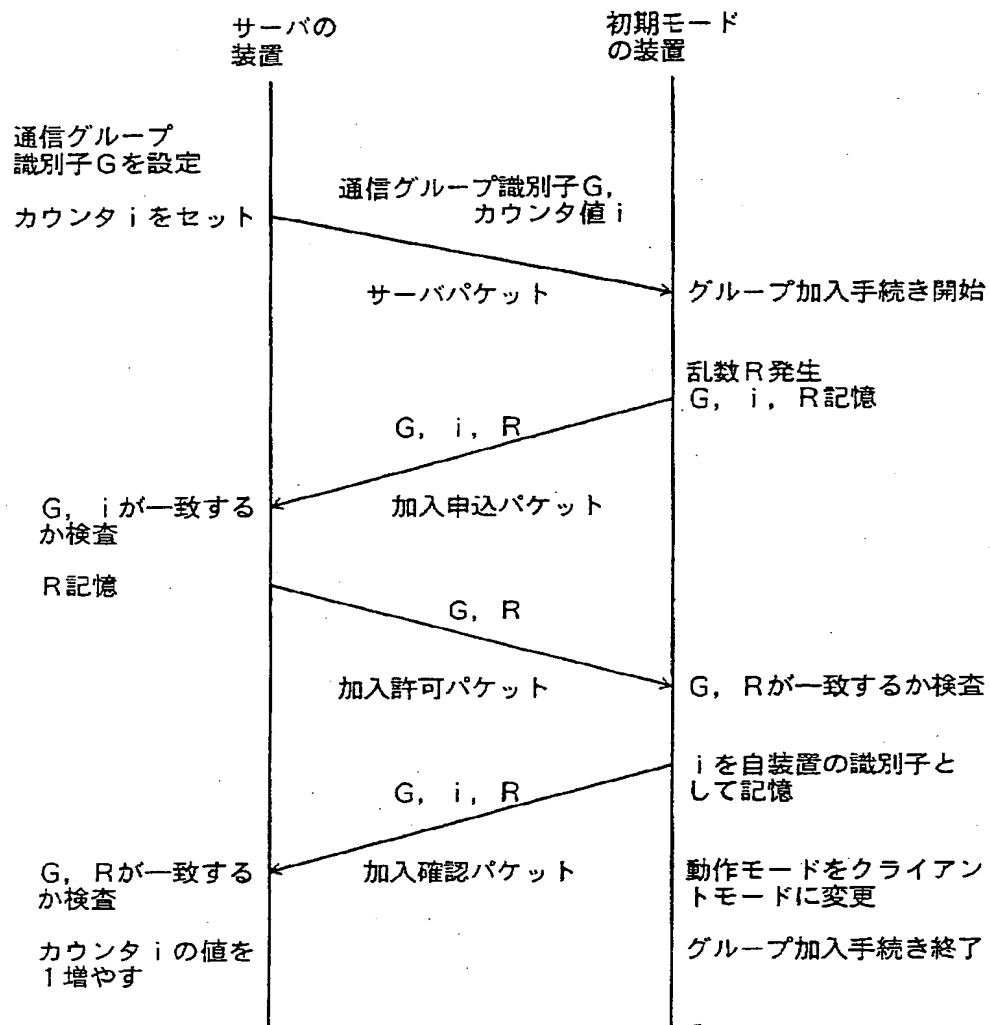 サーバの
装置
初期モード
の装置
通信グループ
識別子Gを設定
カウンタiをセット
通信グループ識別子G,
カウンタ値i
サーバパケット
グループ加入手続き開始
乱数R発生
G, i, R記憶
G, i, R
加入申込パケット
G, iが一致する
か検査
R記憶
G, R
加入許可パケット
G, Rが一致するか検査
iを自装置の識別子と
して記憶
G, i, R
加入確認パケット
G, Rが一致する
か検査
動作モードをクライアン
トモードに変更
カウンタiの値を
1増やす
グループ加入手続き終了